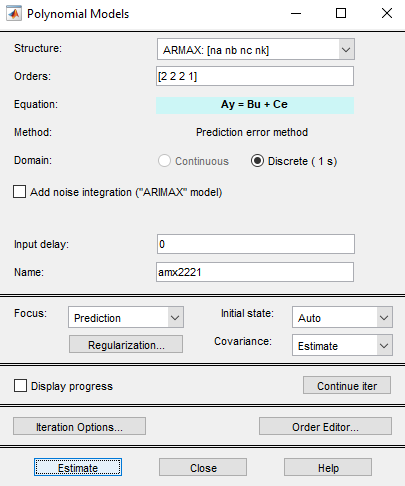 Polynomial Models
Structure: ARMAX: [na nb nc nk]
Orders: [2 2 2 1]
Equation: Ay = Bu + Ce
Method: Prediction error method
Domain: Continuous Discrete ( 1 s)
Add noise integration ("ARIMAX" model)
Input delay: 0
Name: amx2221
Focus: Prediction Initial state: Auto
Regularization... Covariance: Estimate
Display progress Continue iter
Iteration Options... Order Editor...
Estimate Close Help